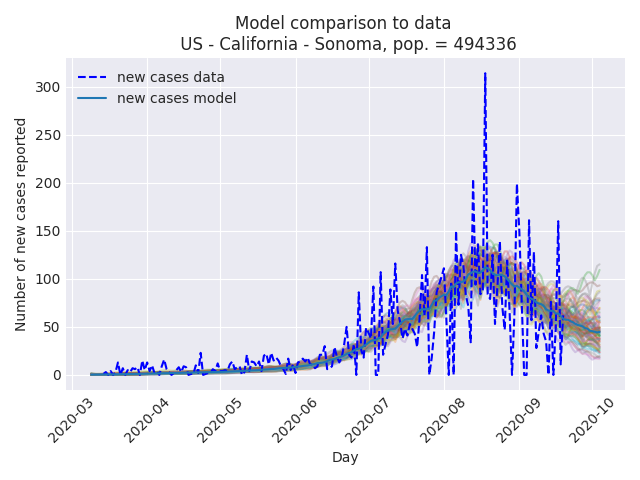 Model comparison to data
US - California - Sonoma, pop. = 494336
new cases data
new cases model
Number of new cases reported
300
250
200
150
100
50
0
2020-03
2020-04
2020-05
2020-06
2020-07
2020-08
2020-09
2020-10
Day